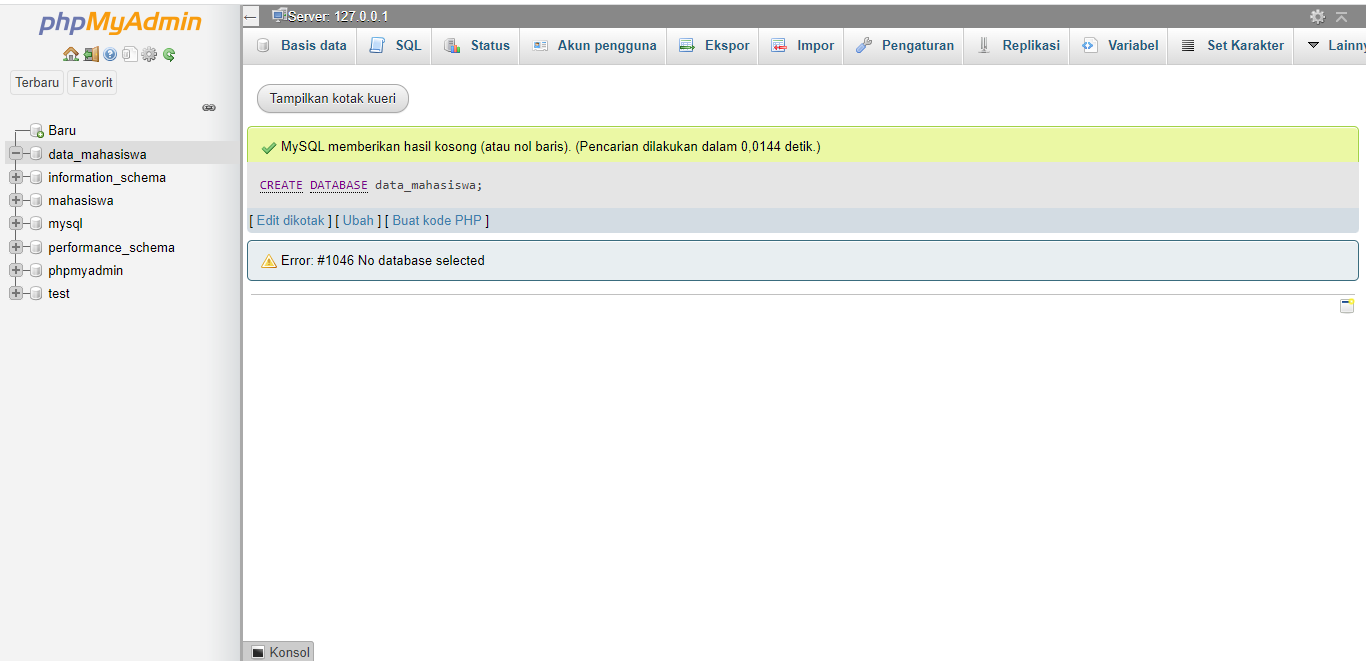 phpMyAdmin
Terbaru Favorit
Baru
data_mahasiswa
information_schema
mahasiswa
mysql
performance_schema
phpmyadmin
test
Server: 127.0.0.1
Basis data SQL Status Akun pengguna Ekspor Impor Pengaturan Replikasi Variabel Set Karakter Lainny
Tampilkan kotak kueri
MySQL memberikan hasil kosong (atau nol baris). (Pencarian dilakukan dalam 0,0144 detik.)
CREATE DATABASE data_mahasiswa;
[ Edit dikotak ] [ Ubah ] [ Buat kode PHP ]
Error: #1046 No database selected
Konsol